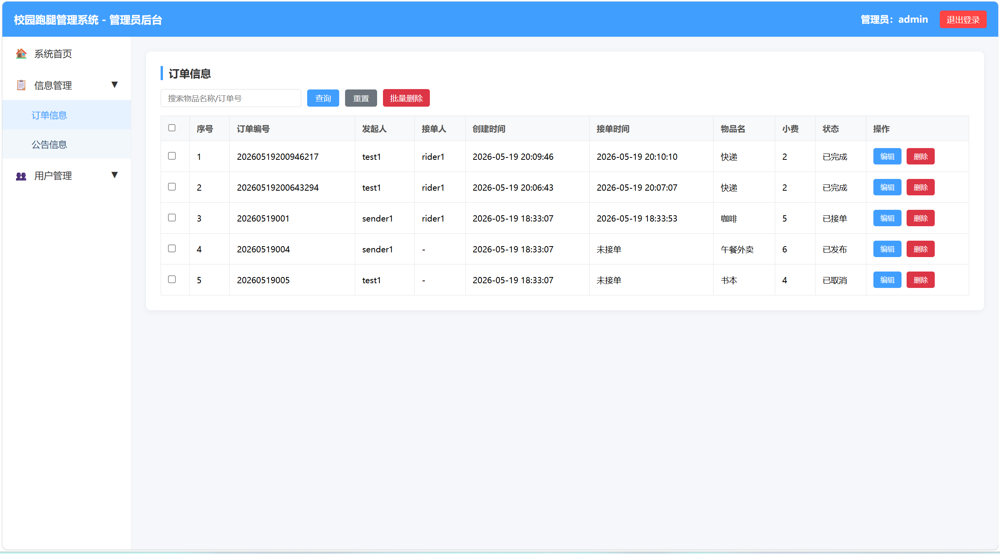 校园跑腿管理系统 - 管理员后台 管理员：admin 退出登录
系统首页
信息管理 ▼
订单信息
公告信息
用户管理 ▼
订单信息
搜索物品名称/订单号 查询 重置 批量删除
序号 订单编号 发起人 接单人 创建时间 接单时间 物品名 小费 状态 操作
1 20260519200946217 test1 rider1 2026-05-19 20:09:46 2026-05-19 20:10:10 快递 2 已完成 编辑 删除
2 20260519200643294 test1 rider1 2026-05-19 20:06:43 2026-05-19 20:07:07 快递 2 已完成 编辑 删除
3 20260519001 sender1 rider1 2026-05-19 18:33:07 2026-05-19 18:33:53 咖啡 5 已接单 编辑 删除
4 20260519004 sender1 - 2026-05-19 18:33:07 未接单 午餐外卖 6 已发布 编辑 删除
5 20260519005 test1 - 2026-05-19 18:33:07 未接单 书本 4 已取消 编辑 删除